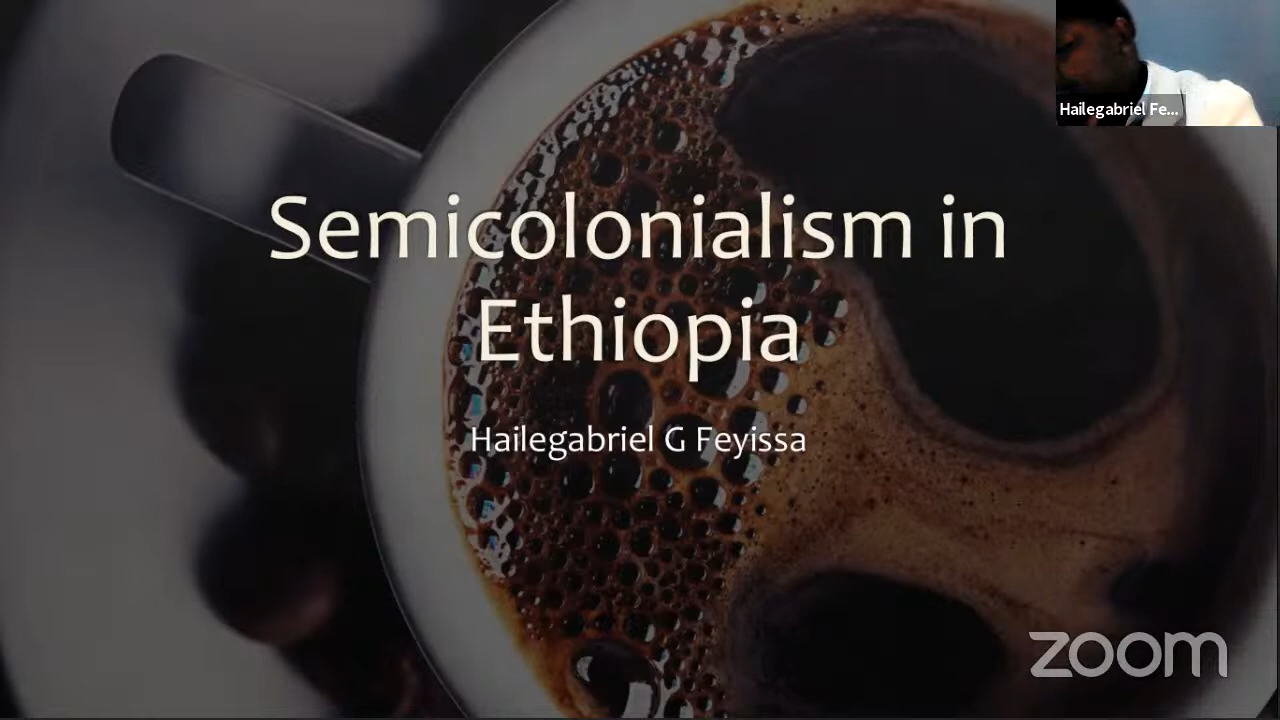 Hailegabriel Fe...
Semicolonialism in
Ethiopia
Hailegabriel G Feyissa
zoom